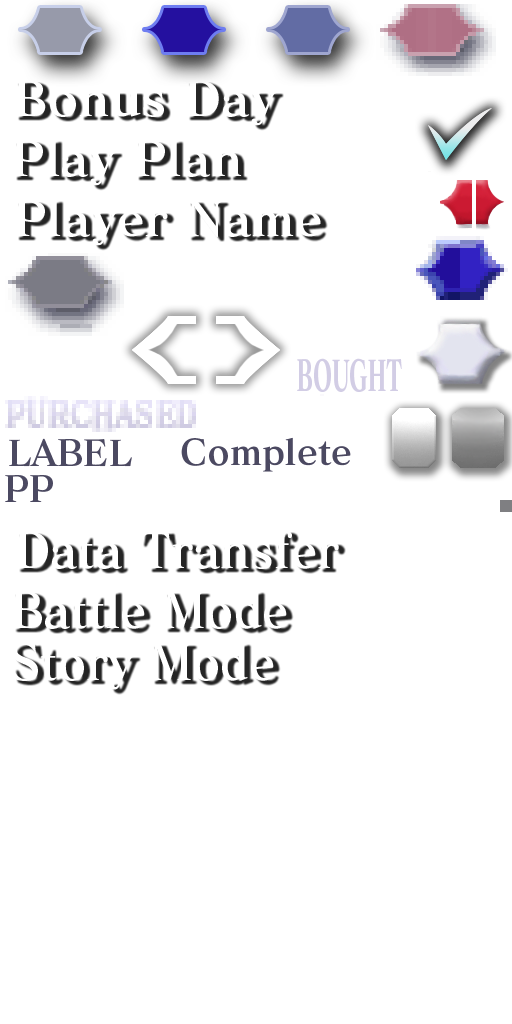 Bonus Day
Play Plan
Player Name
BOUGHT
PURCHASED
LABEL Complete
PP
Data Transfer
Battle Mode
Story Mode